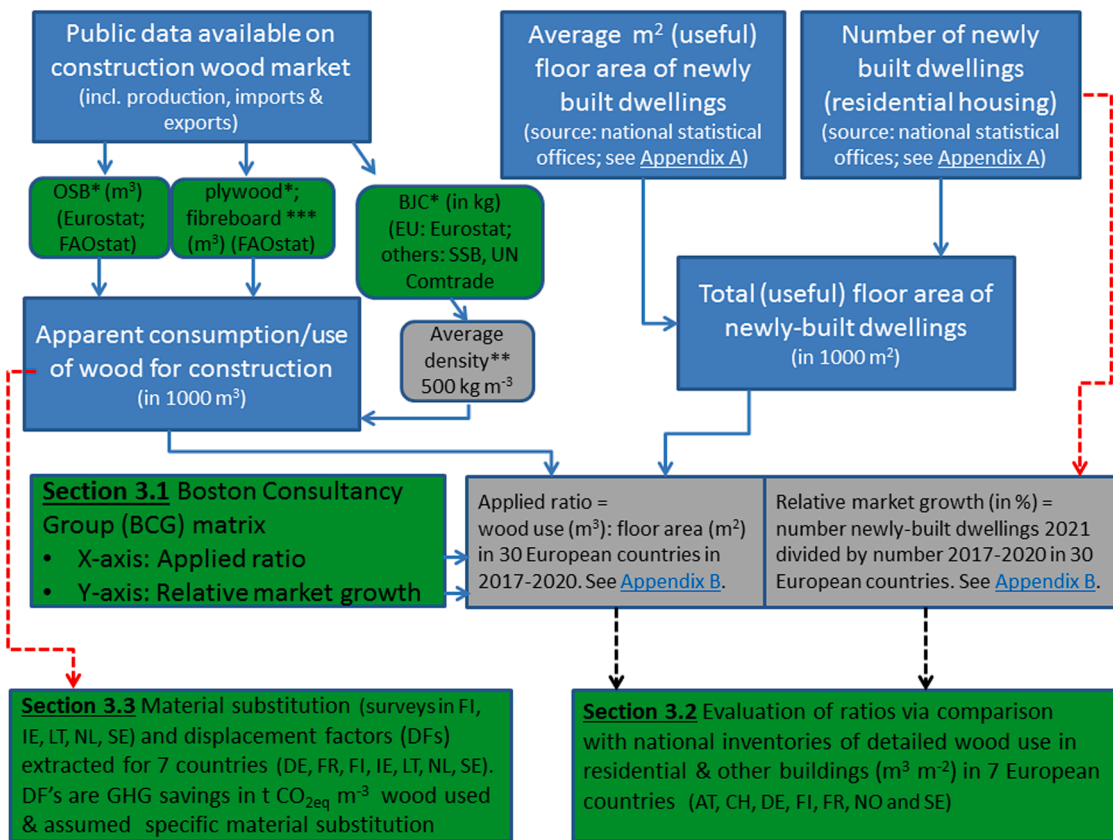 Public data available on
construction wood market
(incl. production, imports &
exports)
Average m² (useful)
floor area of newly
built dwellings
(source: national statistical
offices; see Appendix A)
Number of newly
built dwellings
(residential housing)
(source: national statistical
offices; see Appendix A)
OSB* (m³)
(Eurostat;
FAOstat)
plywood*;
fibreboard ***
(m³) (FAOstat)
BJC* (in kg)
(EU: Eurostat;
others: SSB, UN
Comtrade
Apparent consumption/use
of wood for construction
(in 1000 m³)
Average
density**
500 kg m⁻³
Total (useful) floor area of
newly-built dwellings
(in 1000 m²)
Section 3.1 Boston Consultancy
Group (BCG) matrix
• X-axis: Applied ratio
• Y-axis: Relative market growth
Applied ratio =
wood use (m³): floor area (m²)
in 30 European countries in
2017-2020. See Appendix B.
Relative market growth (in %) =
number newly-built dwellings 2021
divided by number 2017-2020 in 30
European countries. See Appendix B.
Section 3.3 Material substitution (surveys in FI,
IE, LT, NL, SE) and displacement factors (DFs)
extracted for 7 countries (DE, FR, FI, IE, LT, NL, SE).
DF's are GHG savings in t CO₂eq m⁻³ wood used
& assumed specific material substitution
Section 3.2 Evaluation of ratios via comparison
with national inventories of detailed wood use in
residential & other buildings (m³ m⁻²) in 7 European
countries (AT, CH, DE, FI, FR, NO and SE)